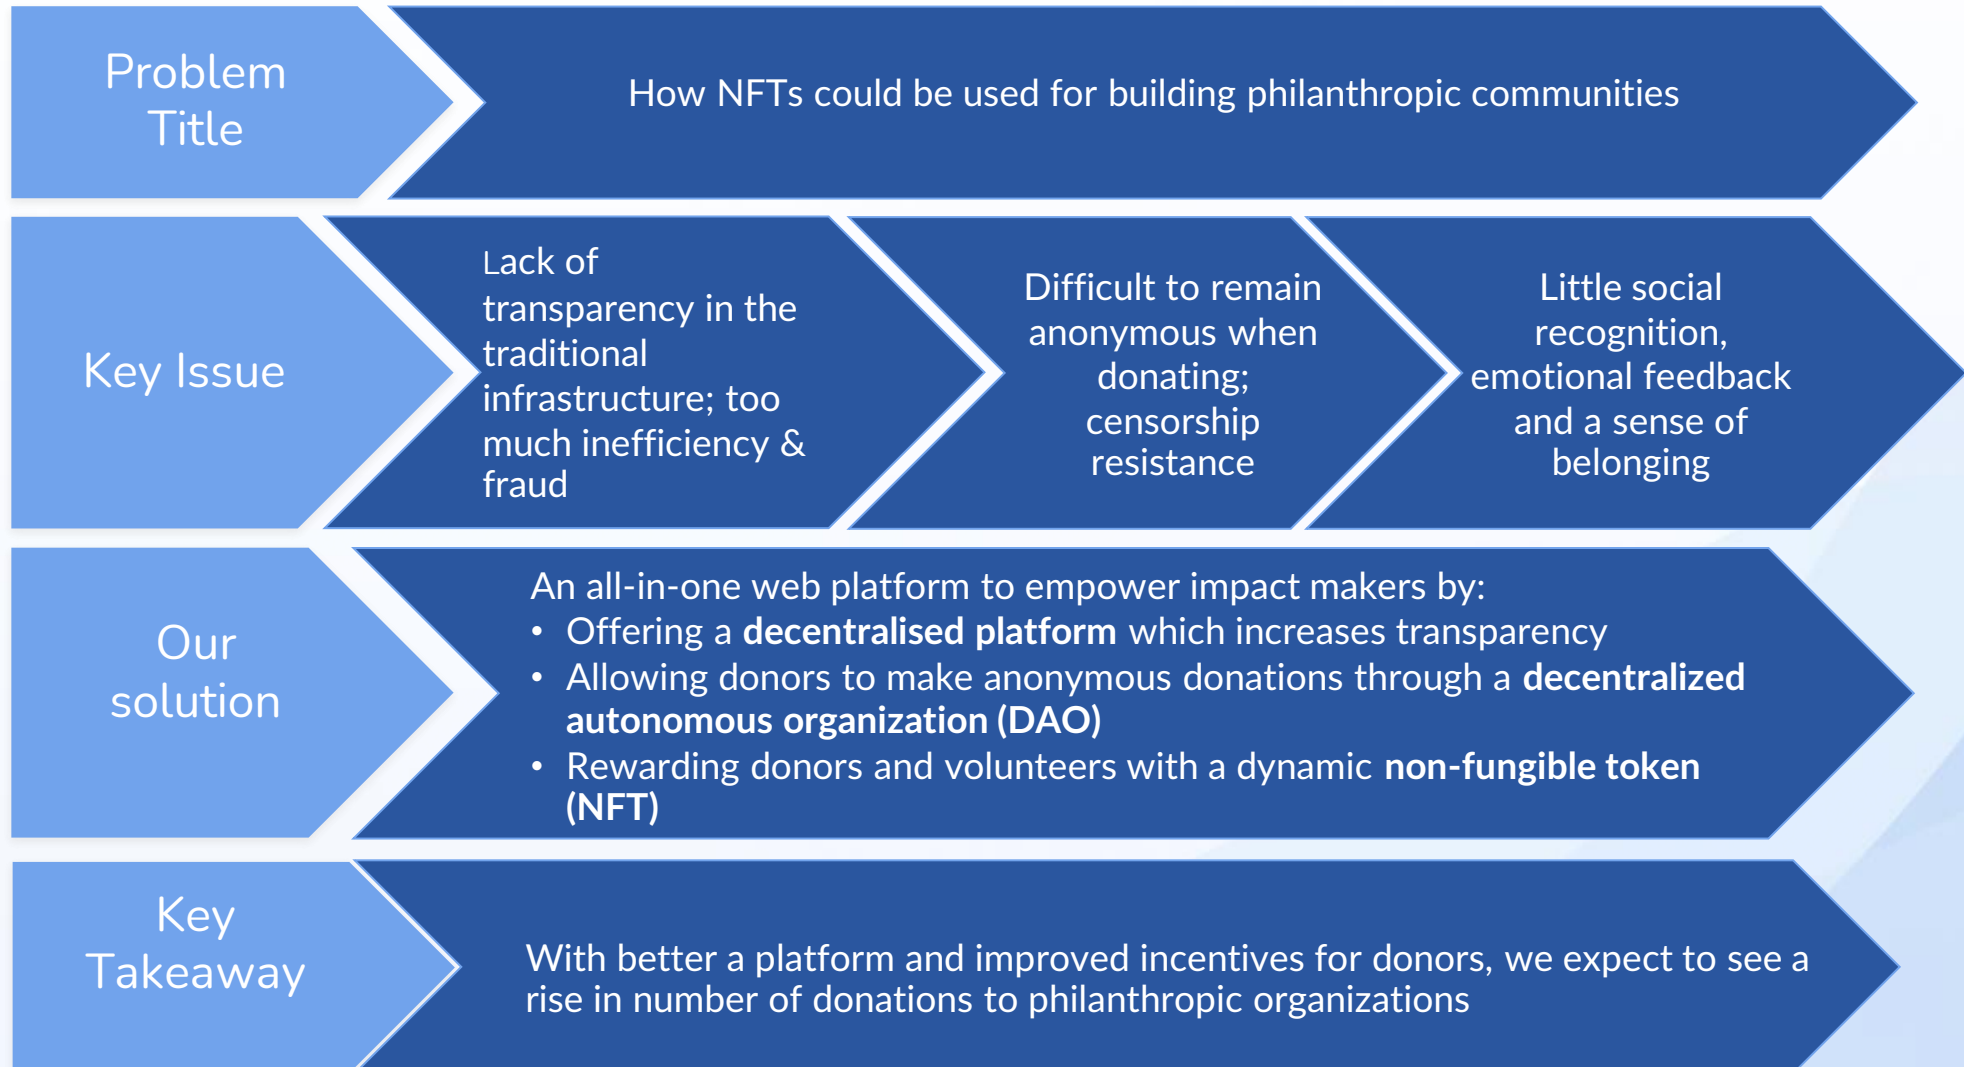 Problem
Title
How NFTs could be used for building philanthropic communities
Key Issue
Lack of
transparency in the
traditional
infrastructure; too
much inefficiency &
fraud
Difficult to remain
anonymous when
donating;
censorship
resistance
Little social
recognition,
emotional feedback
and a sense of
belonging
Our
solution
An all-in-one web platform to empower impact makers by:
• Offering a decentralised platform which increases transparency
• Allowing donors to make anonymous donations through a decentralized
autonomous organization (DAO)
• Rewarding donors and volunteers with a dynamic non-fungible token
(NFT)
Key
Takeaway
With better a platform and improved incentives for donors, we expect to see a
rise in number of donations to philanthropic organizations